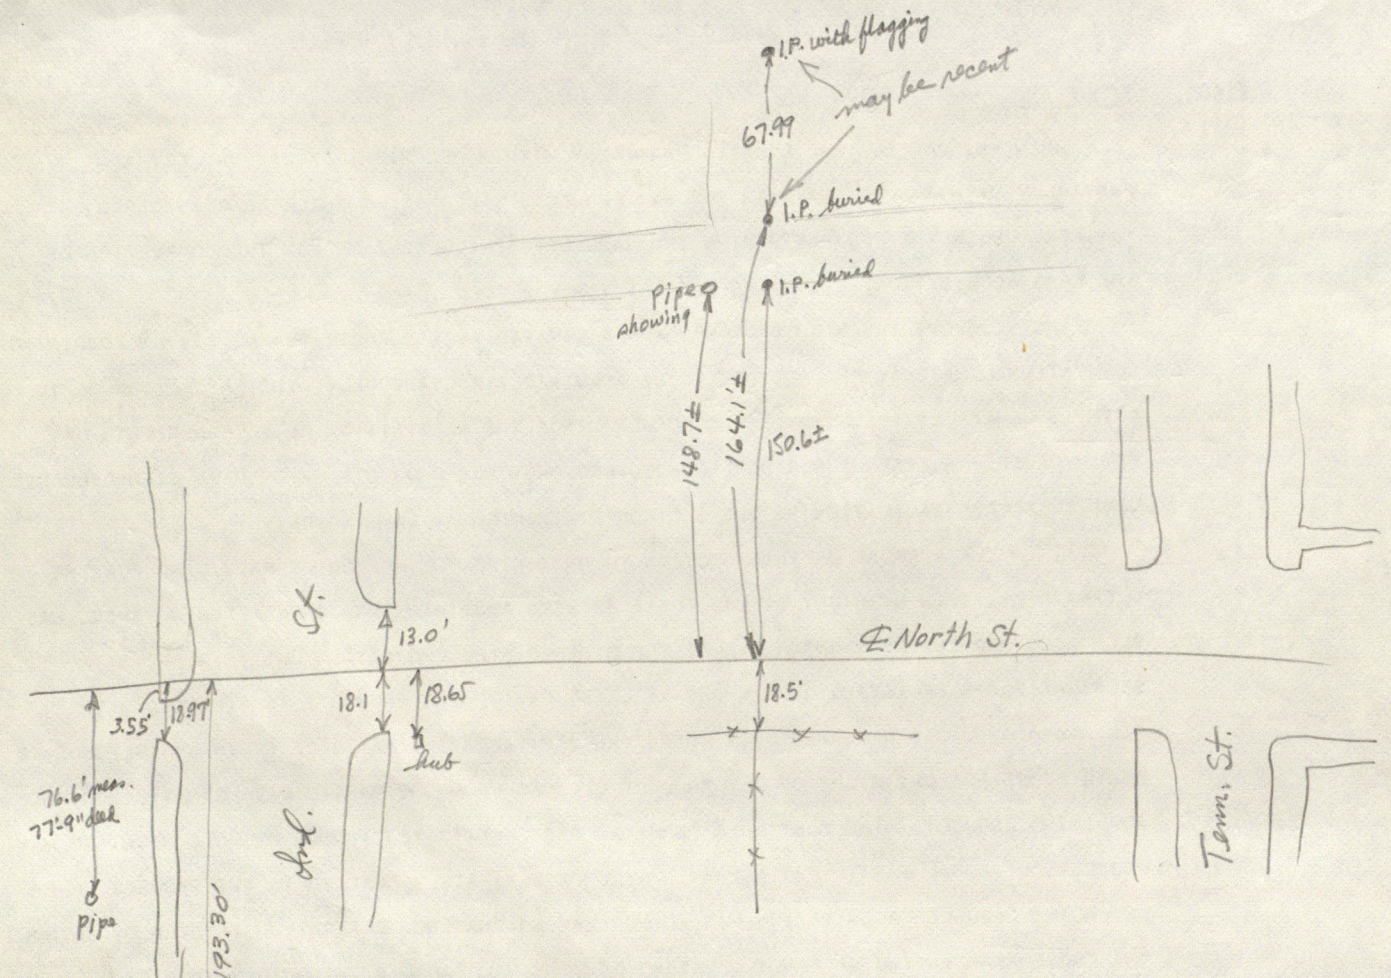 I.P. with flagging
may be recent
67.99
I.P. buried
I.P. buried
Pipe
showing
148.7±
164.1'±
150.6±
St.
13.0'
℄ North St.
3.55'
18.97'
18.1
18.65
18.5'
hub
76.6' meas.
77'-9" deed
Ind.
Tenn. St.
Pipe
193.30'